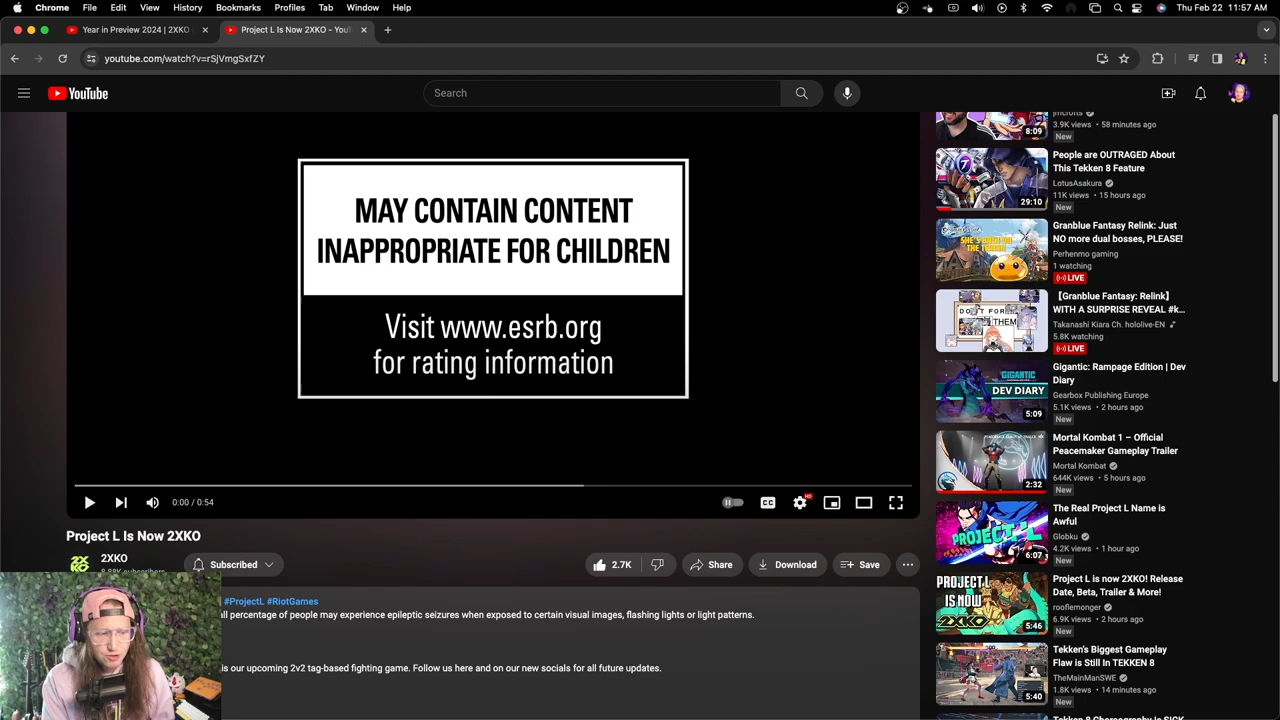 Chrome File Edit View History Bookmarks Profiles Tab Window Help
Thu Feb 22 11:57 AM
Year in Preview 2024 | 2XKO
Project L Is Now 2XKO – YouT
youtube.com/watch?v=rSjVmgSxfZY
YouTube
Search
MAY CONTAIN CONTENT
INAPPROPRIATE FOR CHILDREN
Visit www.esrb.org
for rating information
0:00 / 0:54
CC
HD
Project L Is Now 2XKO
2XKO
Subscribed
2.7K
Share
Download
Save
#ProjectL #RiotGames
ll percentage of people may experience epileptic seizures when exposed to certain visual images, flashing lights or light patterns.
is our upcoming 2v2 tag-based fighting game. Follow us here and on our new socials for all future updates.
8:09
3.9K views • 58 minutes ago
New
29:10
People are OUTRAGED About
This Tekken 8 Feature
LotusAsakura
11K views • 15 hours ago
New
Granblue Fantasy Relink: Just
NO more dual bosses, PLEASE!
Perhenmo gaming
1 watching
LIVE
【Granblue Fantasy: Relink】
WITH A SURPRISE REVEAL #k...
Takanashi Kiara Ch. hololive-EN
5.8K watching
LIVE
GIGANTIC
DEV DIARY
5:09
Gigantic: Rampage Edition | Dev
Diary
Gearbox Publishing Europe
5.1K views • 2 hours ago
New
2:32
Mortal Kombat 1 – Official
Peacemaker Gameplay Trailer
Mortal Kombat
644K views • 5 hours ago
New
PROJECT L
6:07
The Real Project L Name is
Awful
Globku
4.2K views • 1 hour ago
New
PROJECT L
IS NOW
2XKO
5:46
Project L is now 2XKO! Release
Date, Beta, Trailer & More!
rooflemonger
6.9K views • 2 hours ago
New
5:40
Tekken's Biggest Gameplay
Flaw is Still In TEKKEN 8
TheMainManSWE
1.8K views • 14 minutes ago
New